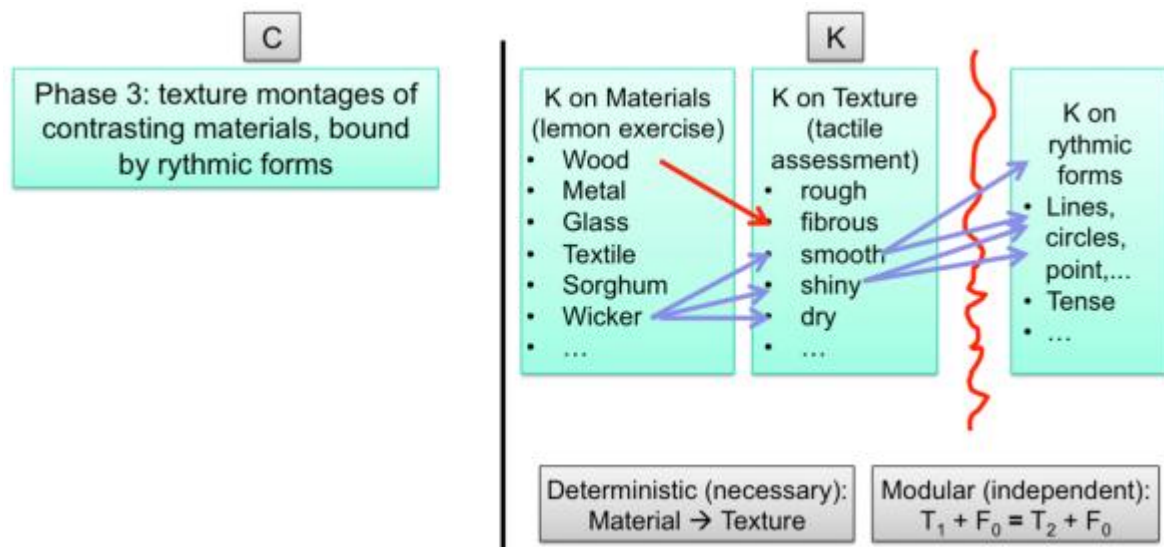 C
Phase 3: texture montages of
contrasting materials, bound
by rythmic forms
K
K on Materials
(lemon exercise)
• Wood
• Metal
• Glass
• Textile
• Sorghum
• Wicker
• …
K on Texture
(tactile
assessment)
• rough
• fibrous
• smooth
• shiny
• dry
• …
K on
rytmic
forms
• Lines,
circles,
point,...
• Tense
• …
Deterministic (necessary):
Material → Texture
Modular (independent):
T₁ + F₀ = T₂ + F₀